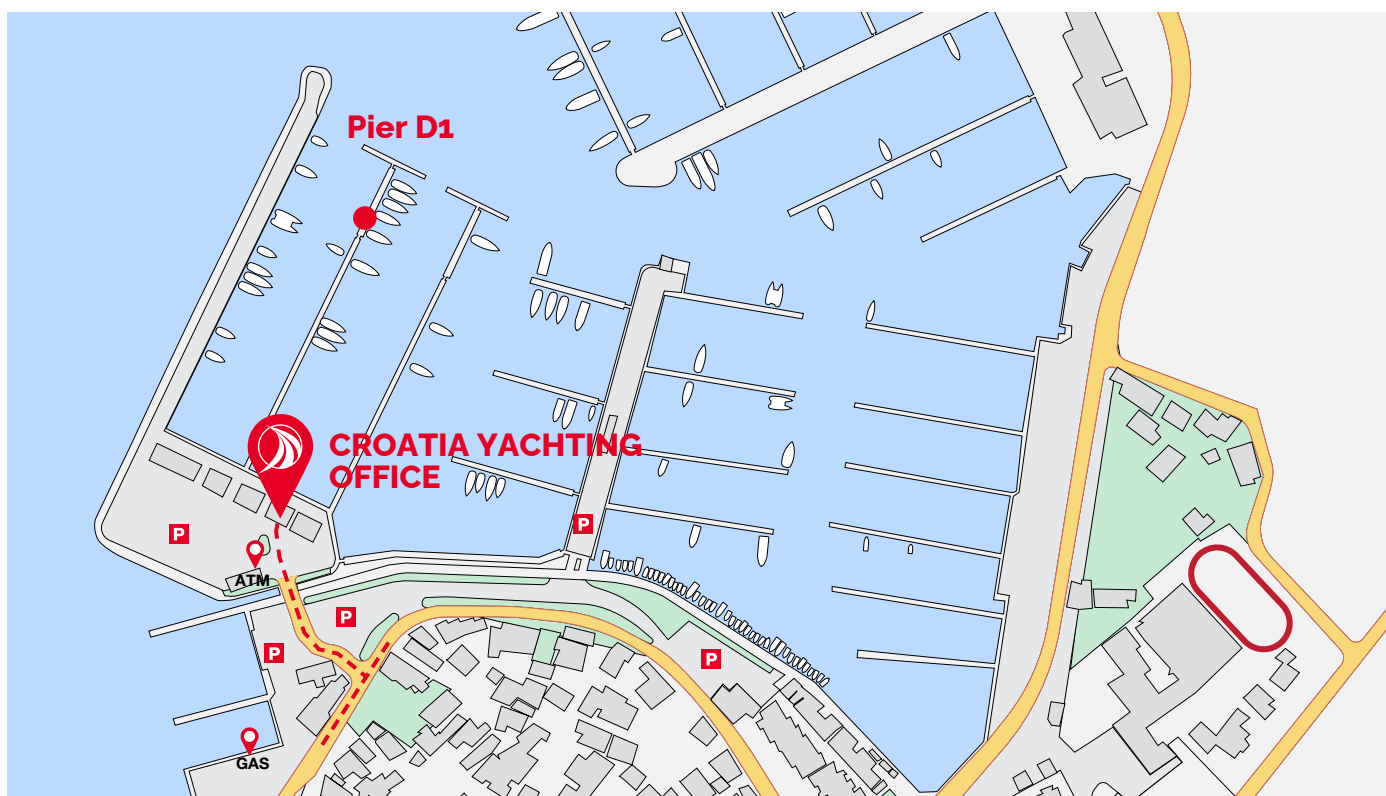 Pier D1
CROATIA YACHTING
OFFICE
P
P
ATM
P
P
P
GAS